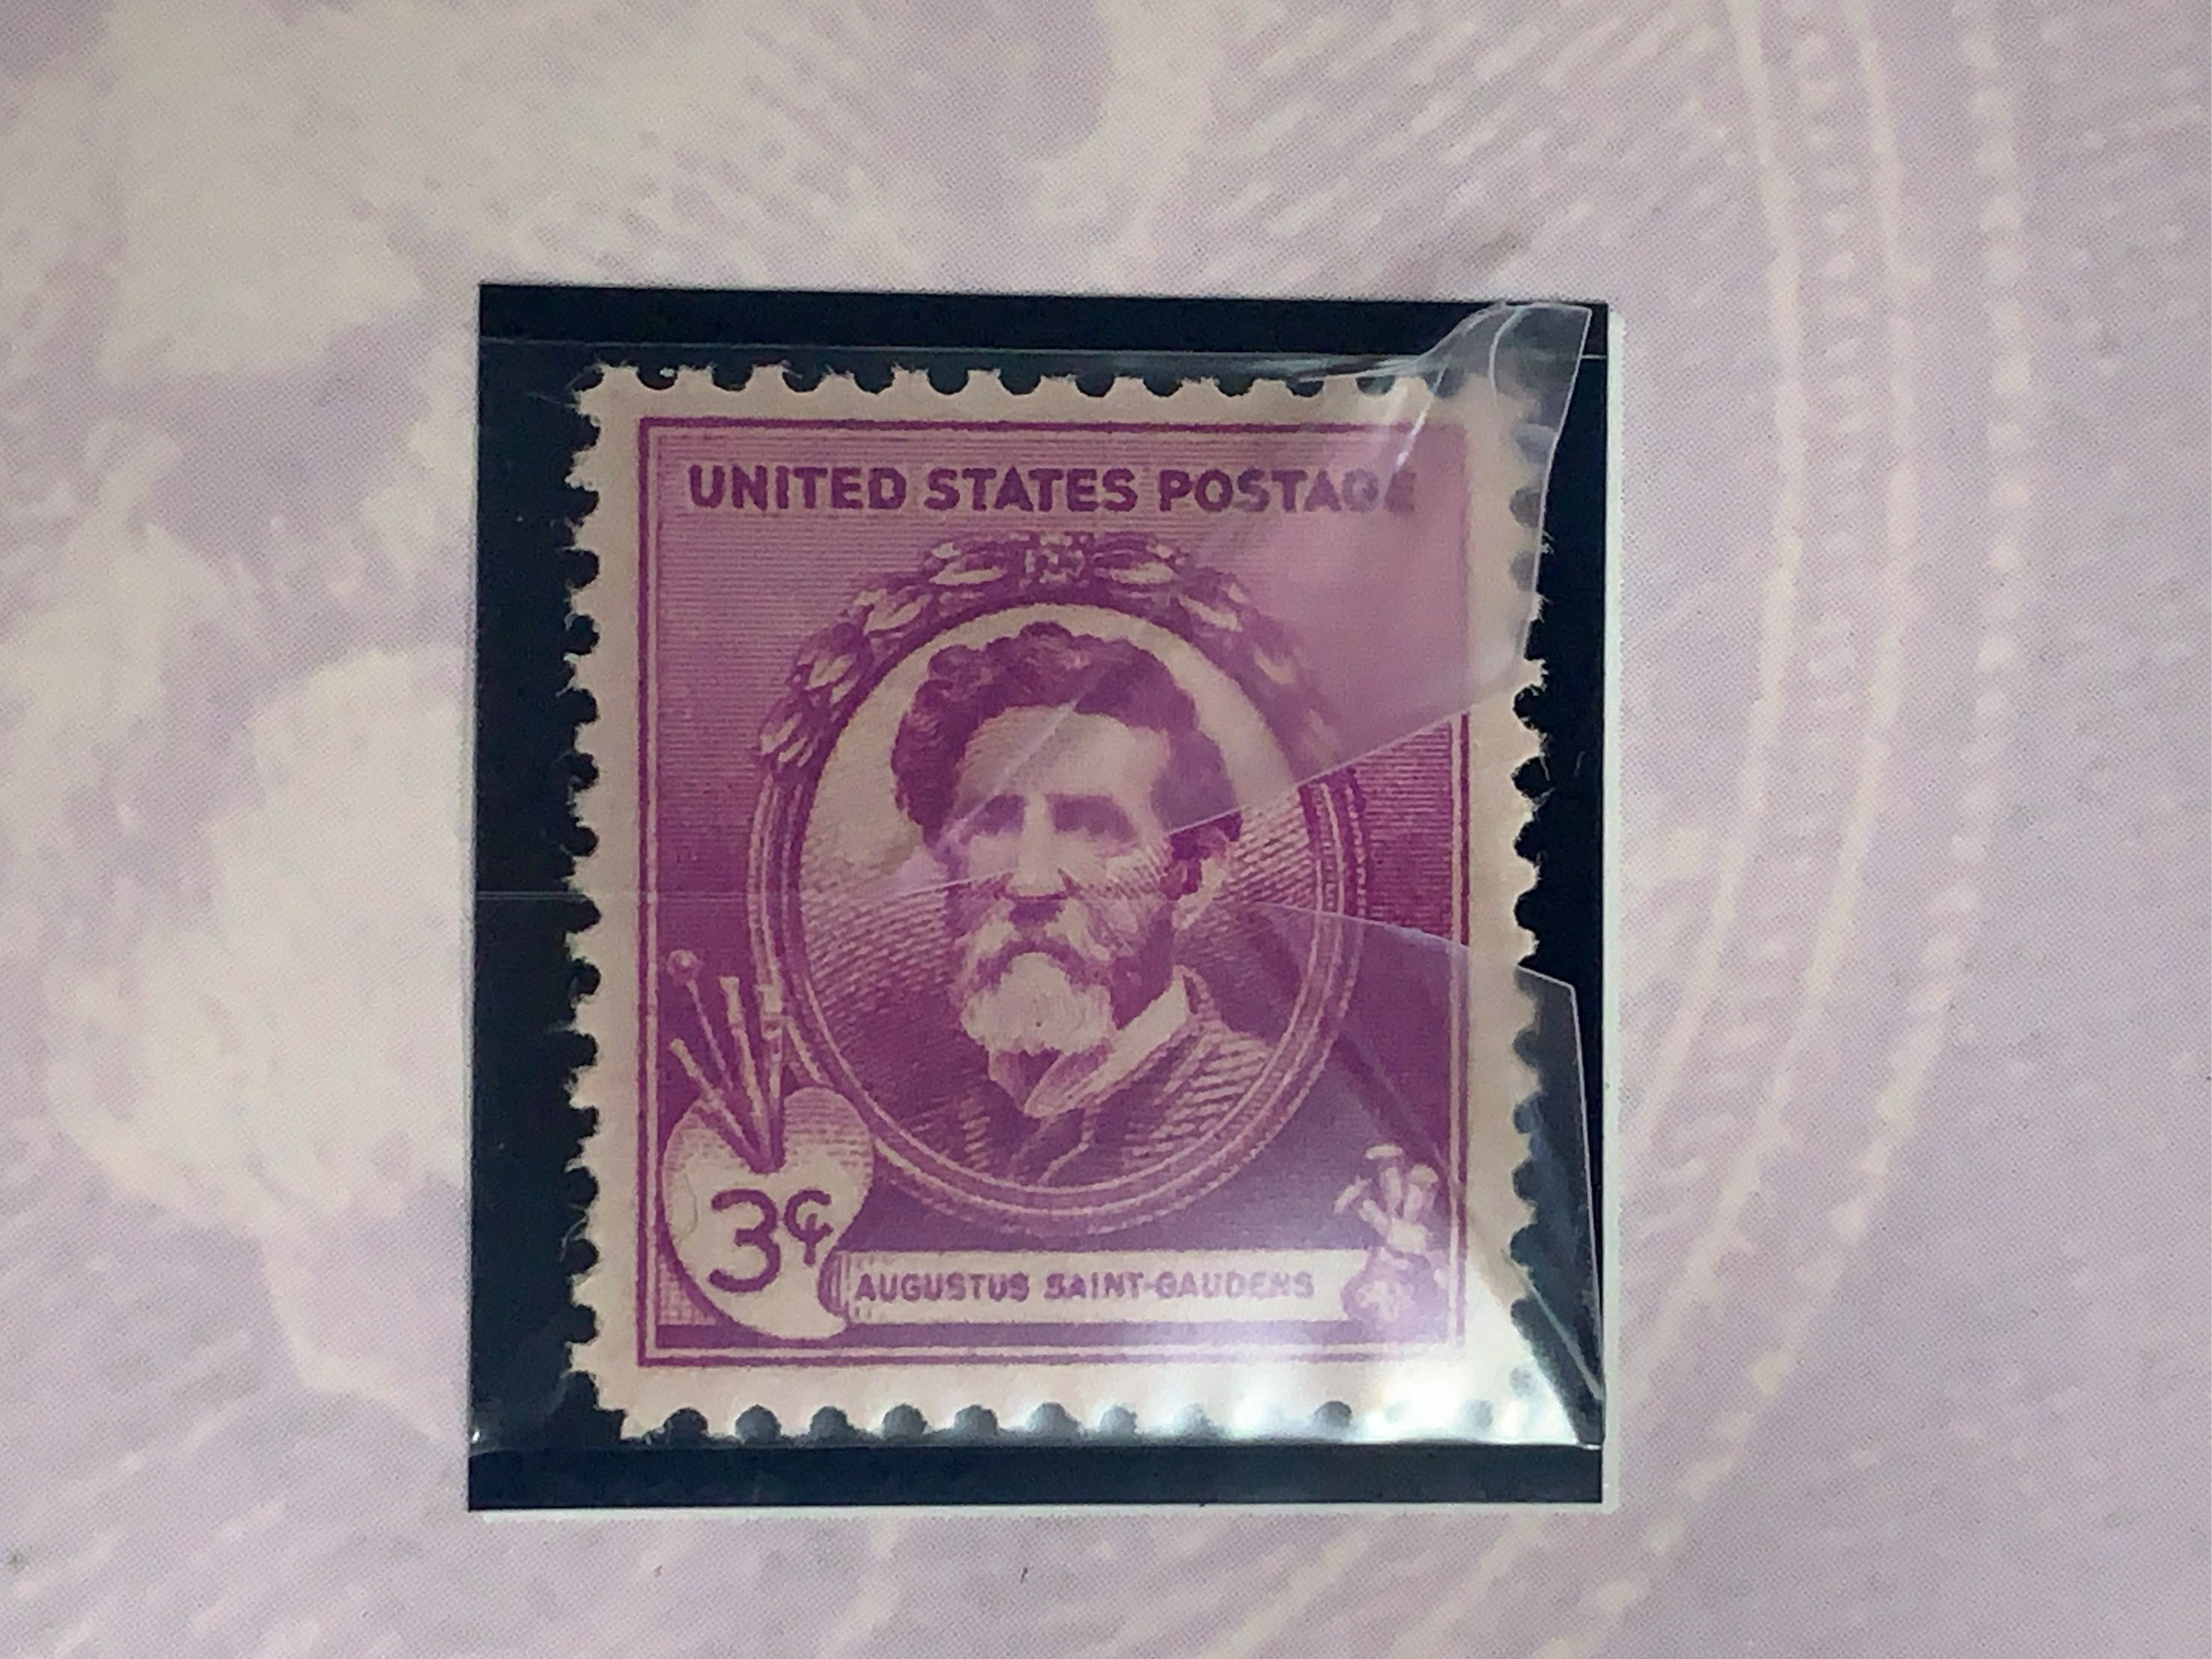 UNITED STATES POSTAGE
3¢
AUGUSTUS SAINT-GAUDENS